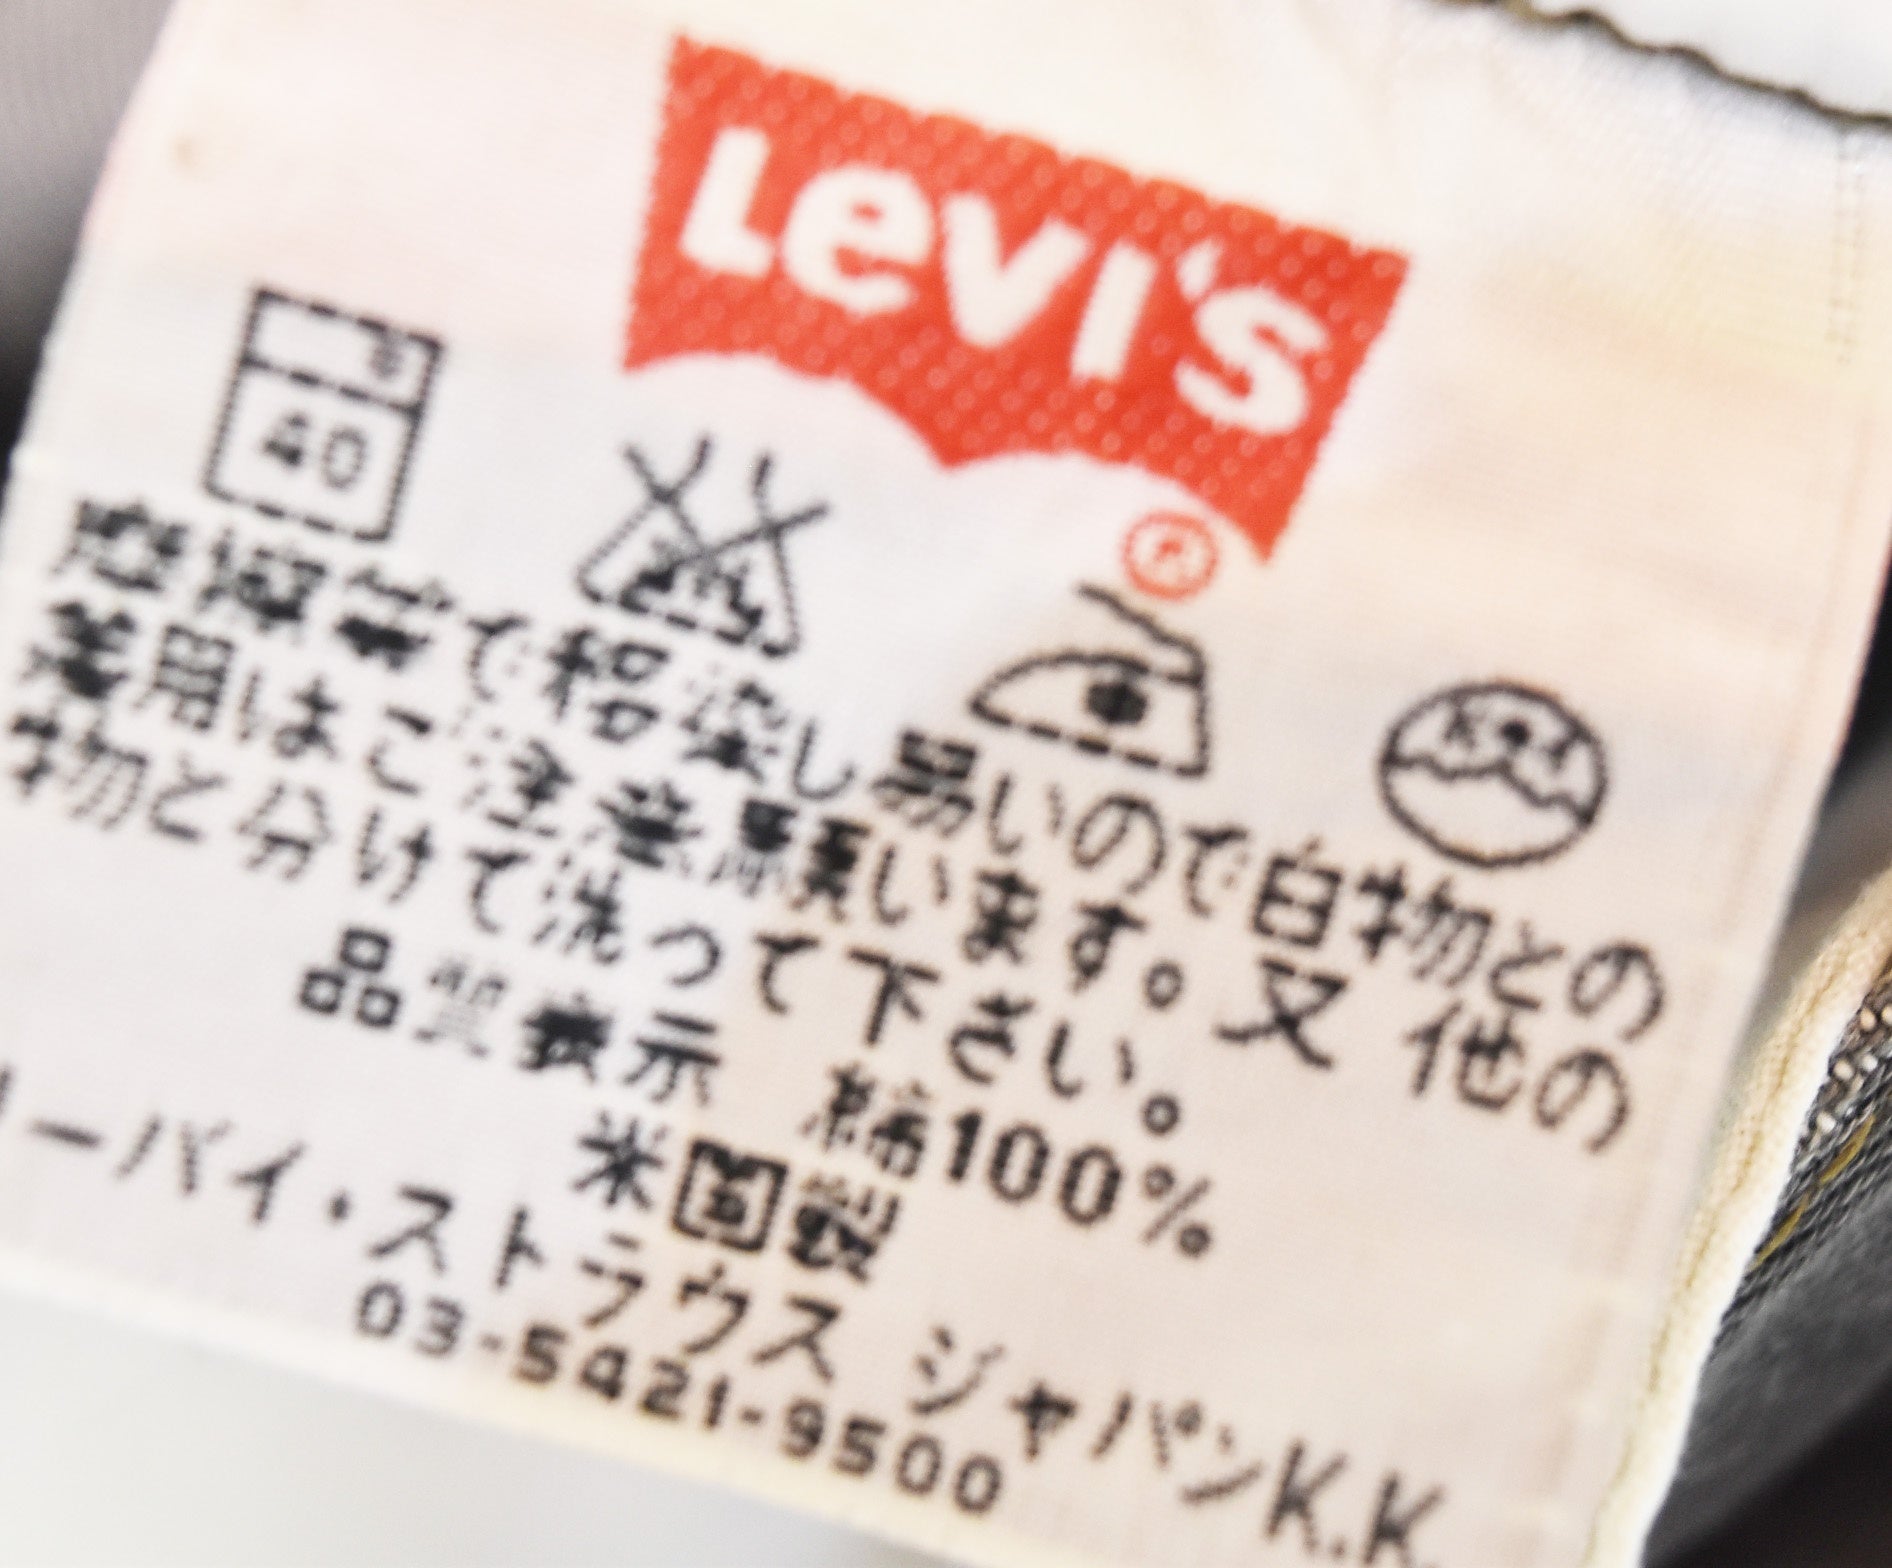 LEVI'S
®
40
摩擦等で移染し易いので白物との
着用はご注意願います。又他の
物と分けて洗って下さい。
品質表示 綿100%
米国製
リーバイ・ストラウス ジャパンK.K.
03-5421-9500